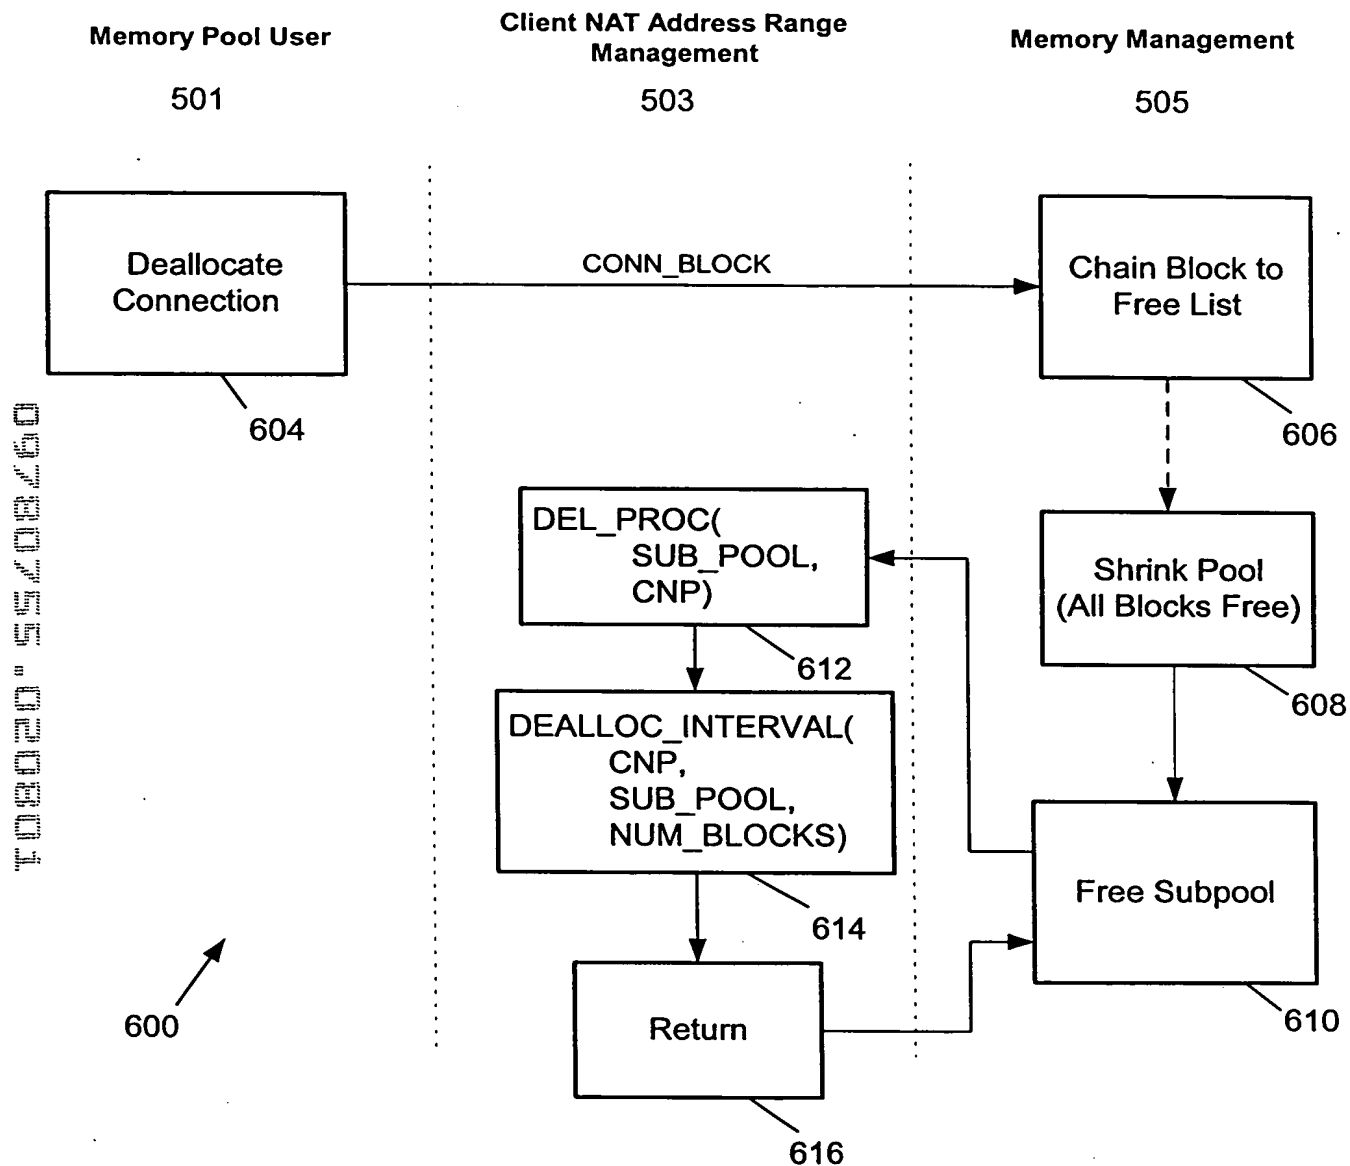 Memory Pool User
501
Client NAT Address Range
Management
503
Memory Management
505
Deallocate
Connection
604
CONN_BLOCK
Chain Block to
Free List
606
DEL_PROC(
SUB_POOL,
CNP)
612
Shrink Pool
(All Blocks Free)
608
DEALLOC_INTERVAL(
CNP,
SUB_POOL,
NUM_BLOCKS)
614
Free Subpool
610
Return
616
600
09780755.020801